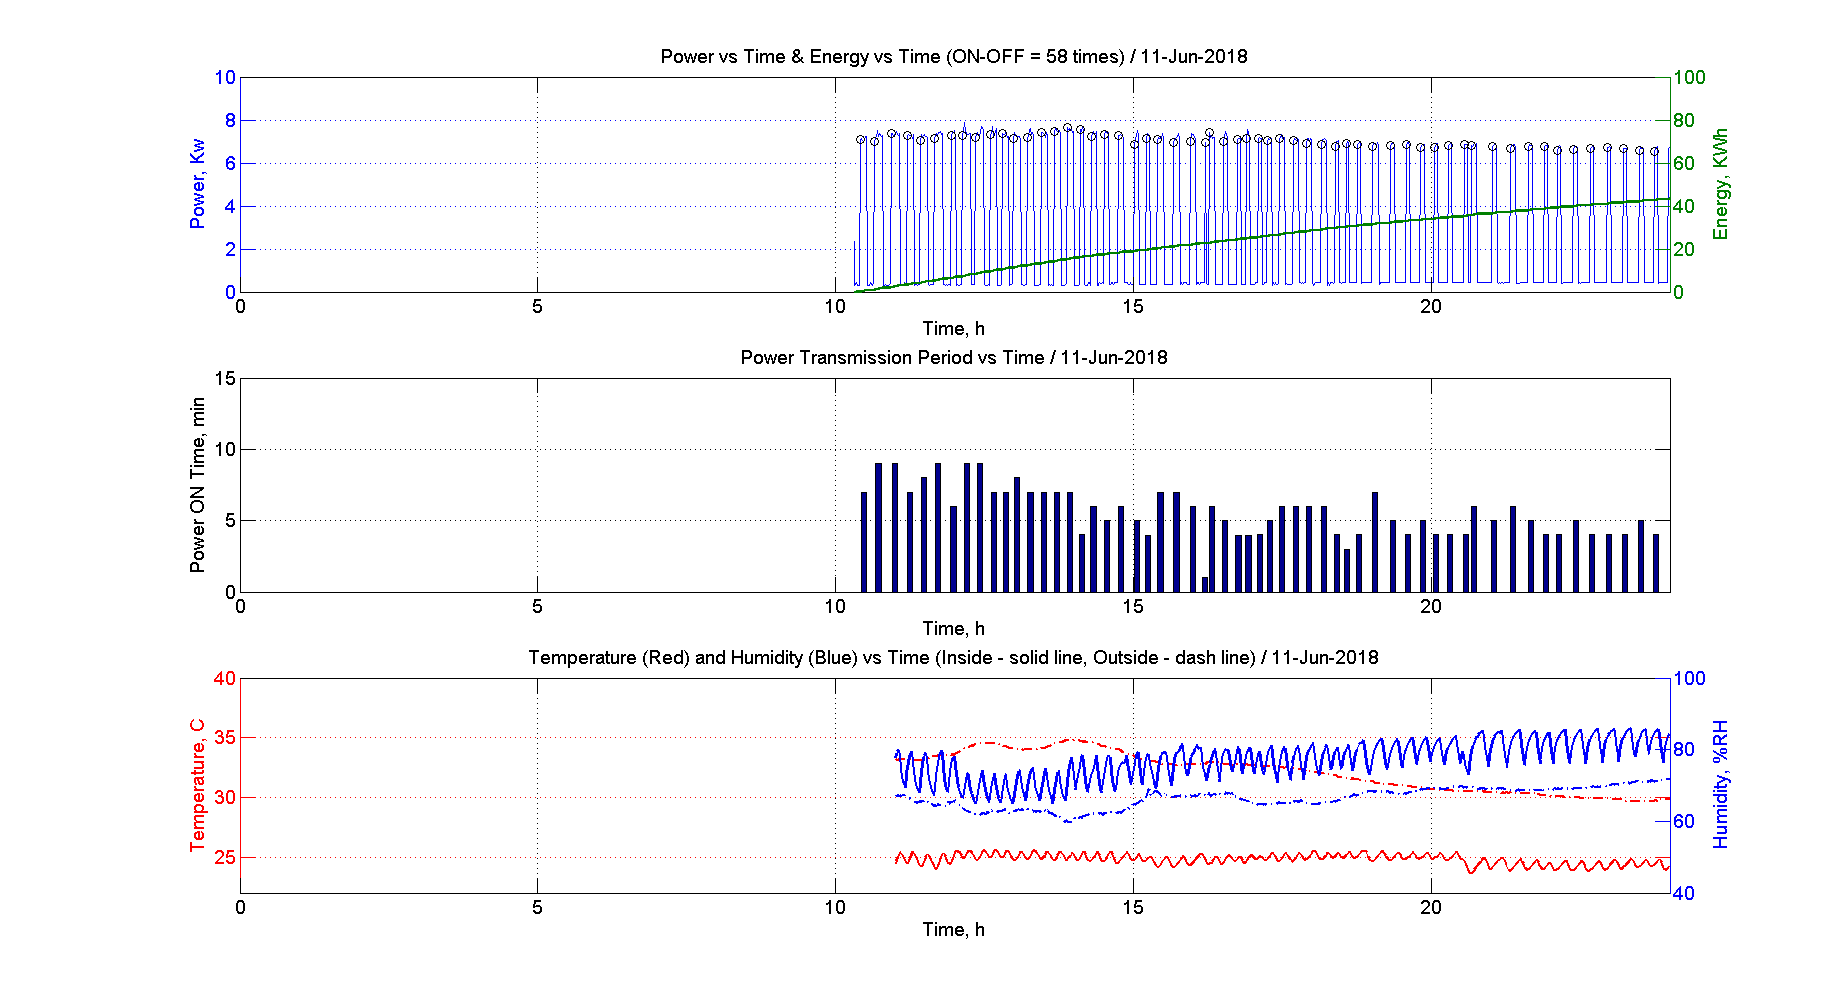 Power vs Time & Energy vs Time (ON-OFF = 58 times) / 11-Jun-2018
10
8
6
4
2
0
Power, Kw
100
80
60
40
20
0
Energy, KWh
0 5 10 15 20
Time, h
Power Transmission Period vs Time / 11-Jun-2018
15
10
5
0
Power ON Time, min
0 5 10 15 20
Time, h
Temperature (Red) and Humidity (Blue) vs Time (Inside - solid line, Outside - dash line) / 11-Jun-2018
40
35
30
25
Temperature, C
100
80
60
40
Humidity, %RH
0 5 10 15 20
Time, h